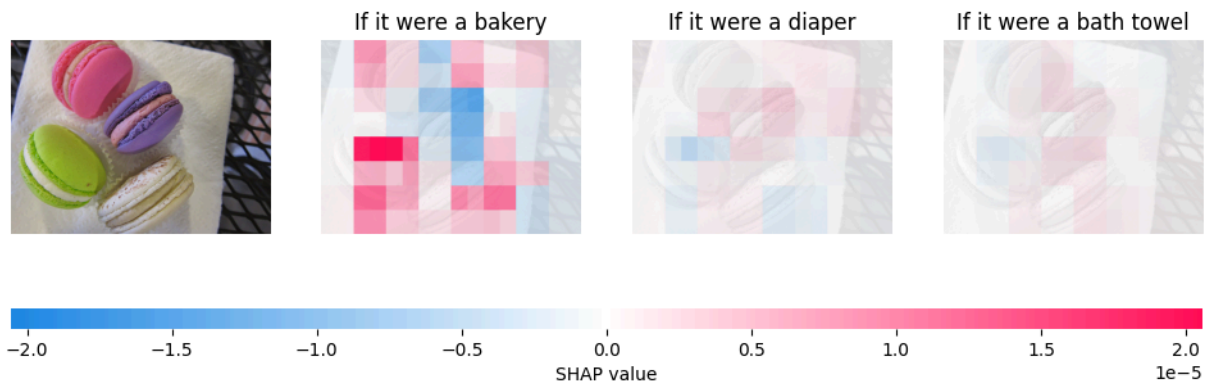 If it were a bakery
If it were a diaper
If it were a bath towel
−2.0 −1.5 −1.0 −0.5 0.0 0.5 1.0 1.5 2.0
SHAP value
1e−5